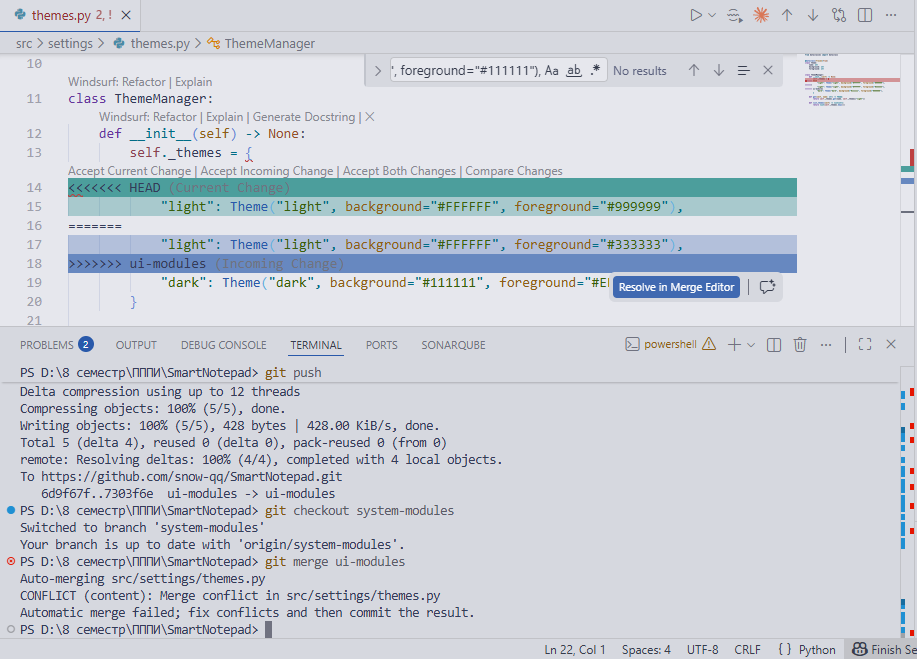 themes.py 2, !
src > settings > themes.py > ThemeManager
', foreground="#111111"), Aa ab .* No results
10
Windsurf: Refactor | Explain
11 class ThemeManager:
Windsurf: Refactor | Explain | Generate Docstring | X
12 def __init__(self) -> None:
13 self._themes = {
Accept Current Change | Accept Incoming Change | Accept Both Changes | Compare Changes
14 <<<<<<< HEAD (Current Change)
15 "light": Theme("light", background="#FFFFFF", foreground="#999999"),
16 =======
17 "light": Theme("light", background="#FFFFFF", foreground="#333333"),
18 >>>>>>> ui-modules (Incoming Change)
19 "dark": Theme("dark", background="#111111", foreground="#E
Resolve in Merge Editor
20 }
21
PROBLEMS 2 OUTPUT DEBUG CONSOLE TERMINAL PORTS SONARQUBE powershell
PS D:\8 семестр\ПППИ\SmartNotepad> git push
Delta compression using up to 12 threads
Compressing objects: 100% (5/5), done.
Writing objects: 100% (5/5), 428 bytes | 428.00 KiB/s, done.
Total 5 (delta 4), reused 0 (delta 0), pack-reused 0 (from 0)
remote: Resolving deltas: 100% (4/4), completed with 4 local objects.
To https://github.com/snow-qq/SmartNotepad.git
6d9f67f..7303f6e ui-modules -> ui-modules
PS D:\8 семестр\ПППИ\SmartNotepad> git checkout system-modules
Switched to branch 'system-modules'
Your branch is up to date with 'origin/system-modules'.
PS D:\8 семестр\ПППИ\SmartNotepad> git merge ui-modules
Auto-merging src/settings/themes.py
CONFLICT (content): Merge conflict in src/settings/themes.py
Automatic merge failed; fix conflicts and then commit the result.
PS D:\8 семестр\ПППИ\SmartNotepad>
Ln 22, Col 1 Spaces: 4 UTF-8 CRLF { } Python Finish Se